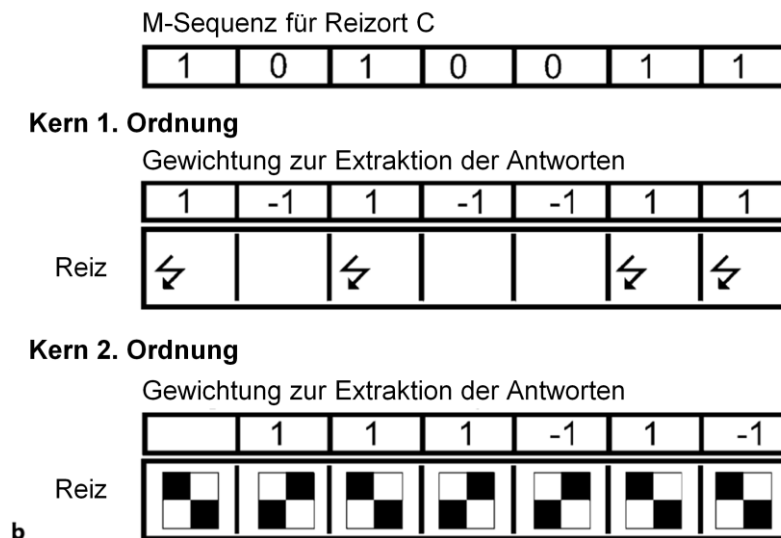 M-Sequenz für Reizort C
1 0 1 0 0 1 1
Kern 1. Ordnung
Gewichtung zur Extraktion der Antworten
1 -1 1 -1 -1 1 1
Reiz
Kern 2. Ordnung
Gewichtung zur Extraktion der Antworten
1 1 1 -1 1 -1
Reiz
b